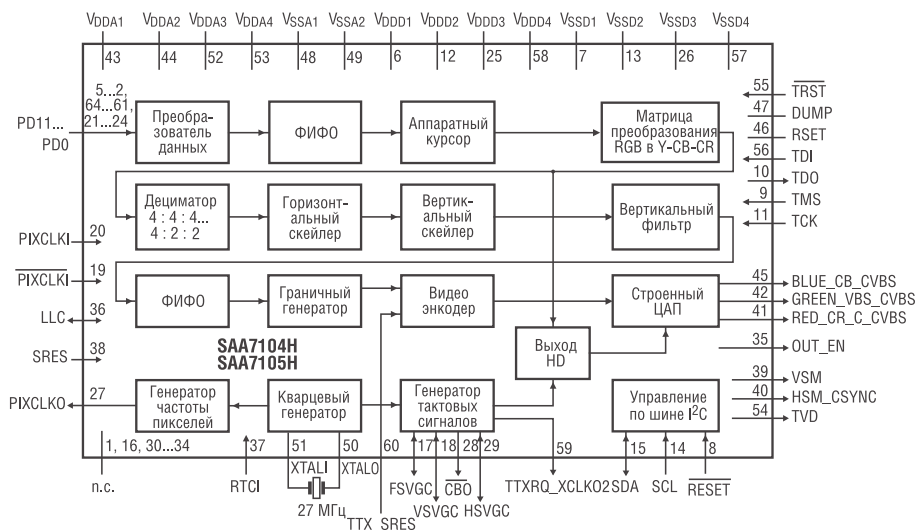 VDDA1 VDDA2 VDDA3 VDDA4 VSSA1 VSSA2 VDDD1 VDDD2 VDDD3 VDDD4 VSSD1 VSSD2 VSSD3 VSSD4
43 44 52 53 48 49 6 12 25 58 7 13 26 57
5...2,
64...61,
21...24
PD11...
PD0
Преобра-
зователь
данных
ФИФО
Аппаратный
курсор
Матрица
преобразования
RGB в Y-CB-CR
55 TRST
47 DUMP
46 RSET
56 TDI
10 TDO
9 TMS
11 TCK
Дециматор
4 : 4 : 4...
4 : 2 : 2
Горизонт-
альный
скейлер
Вертик-
альный
скейлер
Вертикальный
фильтр
PIXCLKI 20
PIXCLKI 19
LLC 36
SRES 38
PIXCLKO 27
ФИФО
Граничный
генератор
Видео
энкодер
Строенный
ЦАП
45 BLUE_CB_CVBS
42 GREEN_VBS_CVBS
41 RED_CR_C_CVBS
35 OUT_EN
39 VSM
40 HSM_CSYNC
54 TVD
SAA7104H
SAA7105H
Выход
HD
Генератор
частоты
пикселей
Кварцевый
генератор
Генератор
тактовых
сигналов
Управление
по шине I²C
1, 16, 30...34 37 51 50 60 17 18 28 29 59 15 14 8
n.c. RTCI XTALI XTALO FSVGC CBO TTXRQ_XCLKO2 SDA SCL RESET
27 МГц VSVGC HSVGC
TTX_SRES